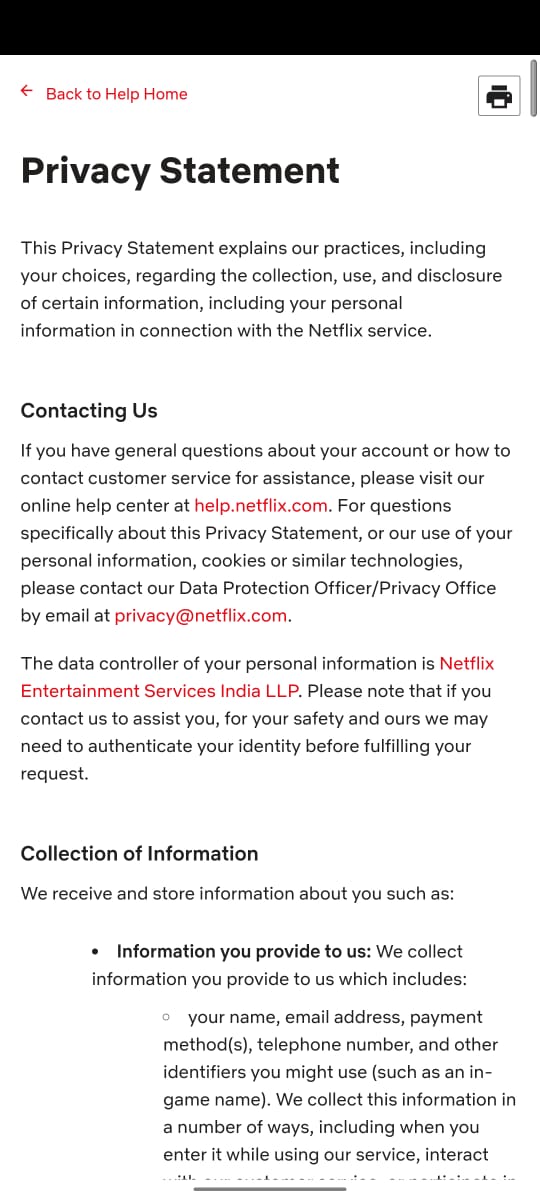 ← Back to Help Home
Privacy Statement
This Privacy Statement explains our practices, including
your choices, regarding the collection, use, and disclosure
of certain information, including your personal
information in connection with the Netflix service.
Contacting Us
If you have general questions about your account or how to
contact customer service for assistance, please visit our
online help center at help.netflix.com. For questions
specifically about this Privacy Statement, or our use of your
personal information, cookies or similar technologies,
please contact our Data Protection Officer/Privacy Office
by email at privacy@netflix.com.
The data controller of your personal information is Netflix
Entertainment Services India LLP. Please note that if you
contact us to assist you, for your safety and ours we may
need to authenticate your identity before fulfilling your
request.
Collection of Information
We receive and store information about you such as:
• Information you provide to us: We collect
information you provide to us which includes:
◦ your name, email address, payment
method(s), telephone number, and other
identifiers you might use (such as an in-
game name). We collect this information in
a number of ways, including when you
enter it while using our service, interact